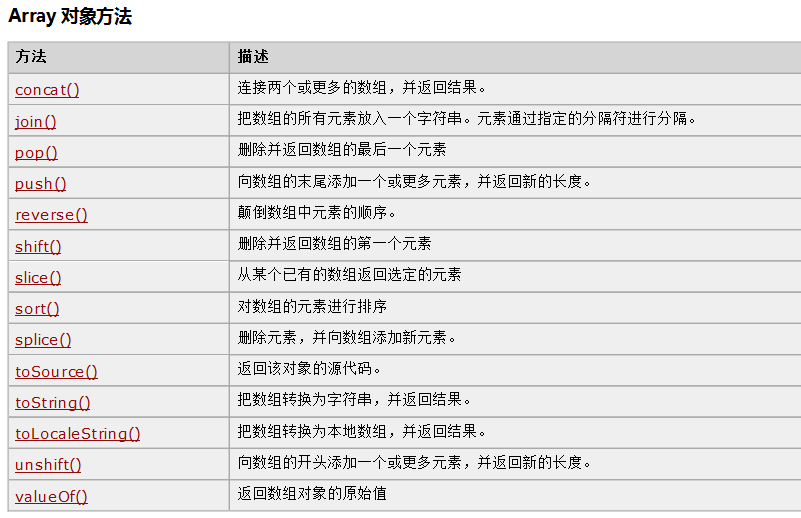 Array 对象方法
方法 描述
concat() 连接两个或更多的数组，并返回结果。
join() 把数组的所有元素放入一个字符串。元素通过指定的分隔符进行分隔。
pop() 删除并返回数组的最后一个元素
push() 向数组的末尾添加一个或更多元素，并返回新的长度。
reverse() 颠倒数组中元素的顺序。
shift() 删除并返回数组的第一个元素
slice() 从某个已有的数组返回选定的元素
sort() 对数组的元素进行排序
splice() 删除元素，并向数组添加新元素。
toSource() 返回该对象的源代码。
toString() 把数组转换为字符串，并返回结果。
toLocaleString() 把数组转换为本地数组，并返回结果。
unshift() 向数组的开头添加一个或更多元素，并返回新的长度。
valueOf() 返回数组对象的原始值